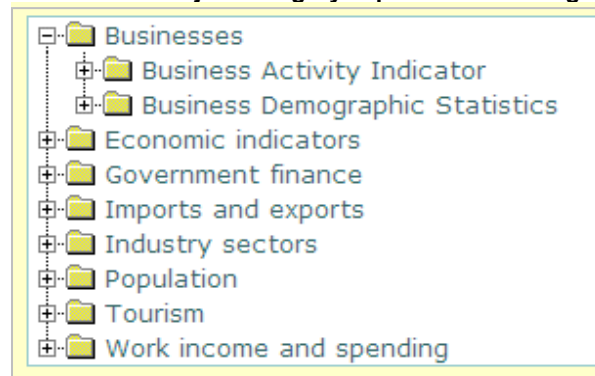 Businesses
Business Activity Indicator
Business Demographic Statistics
Economic indicators
Government finance
Imports and exports
Industry sectors
Population
Tourism
Work income and spending